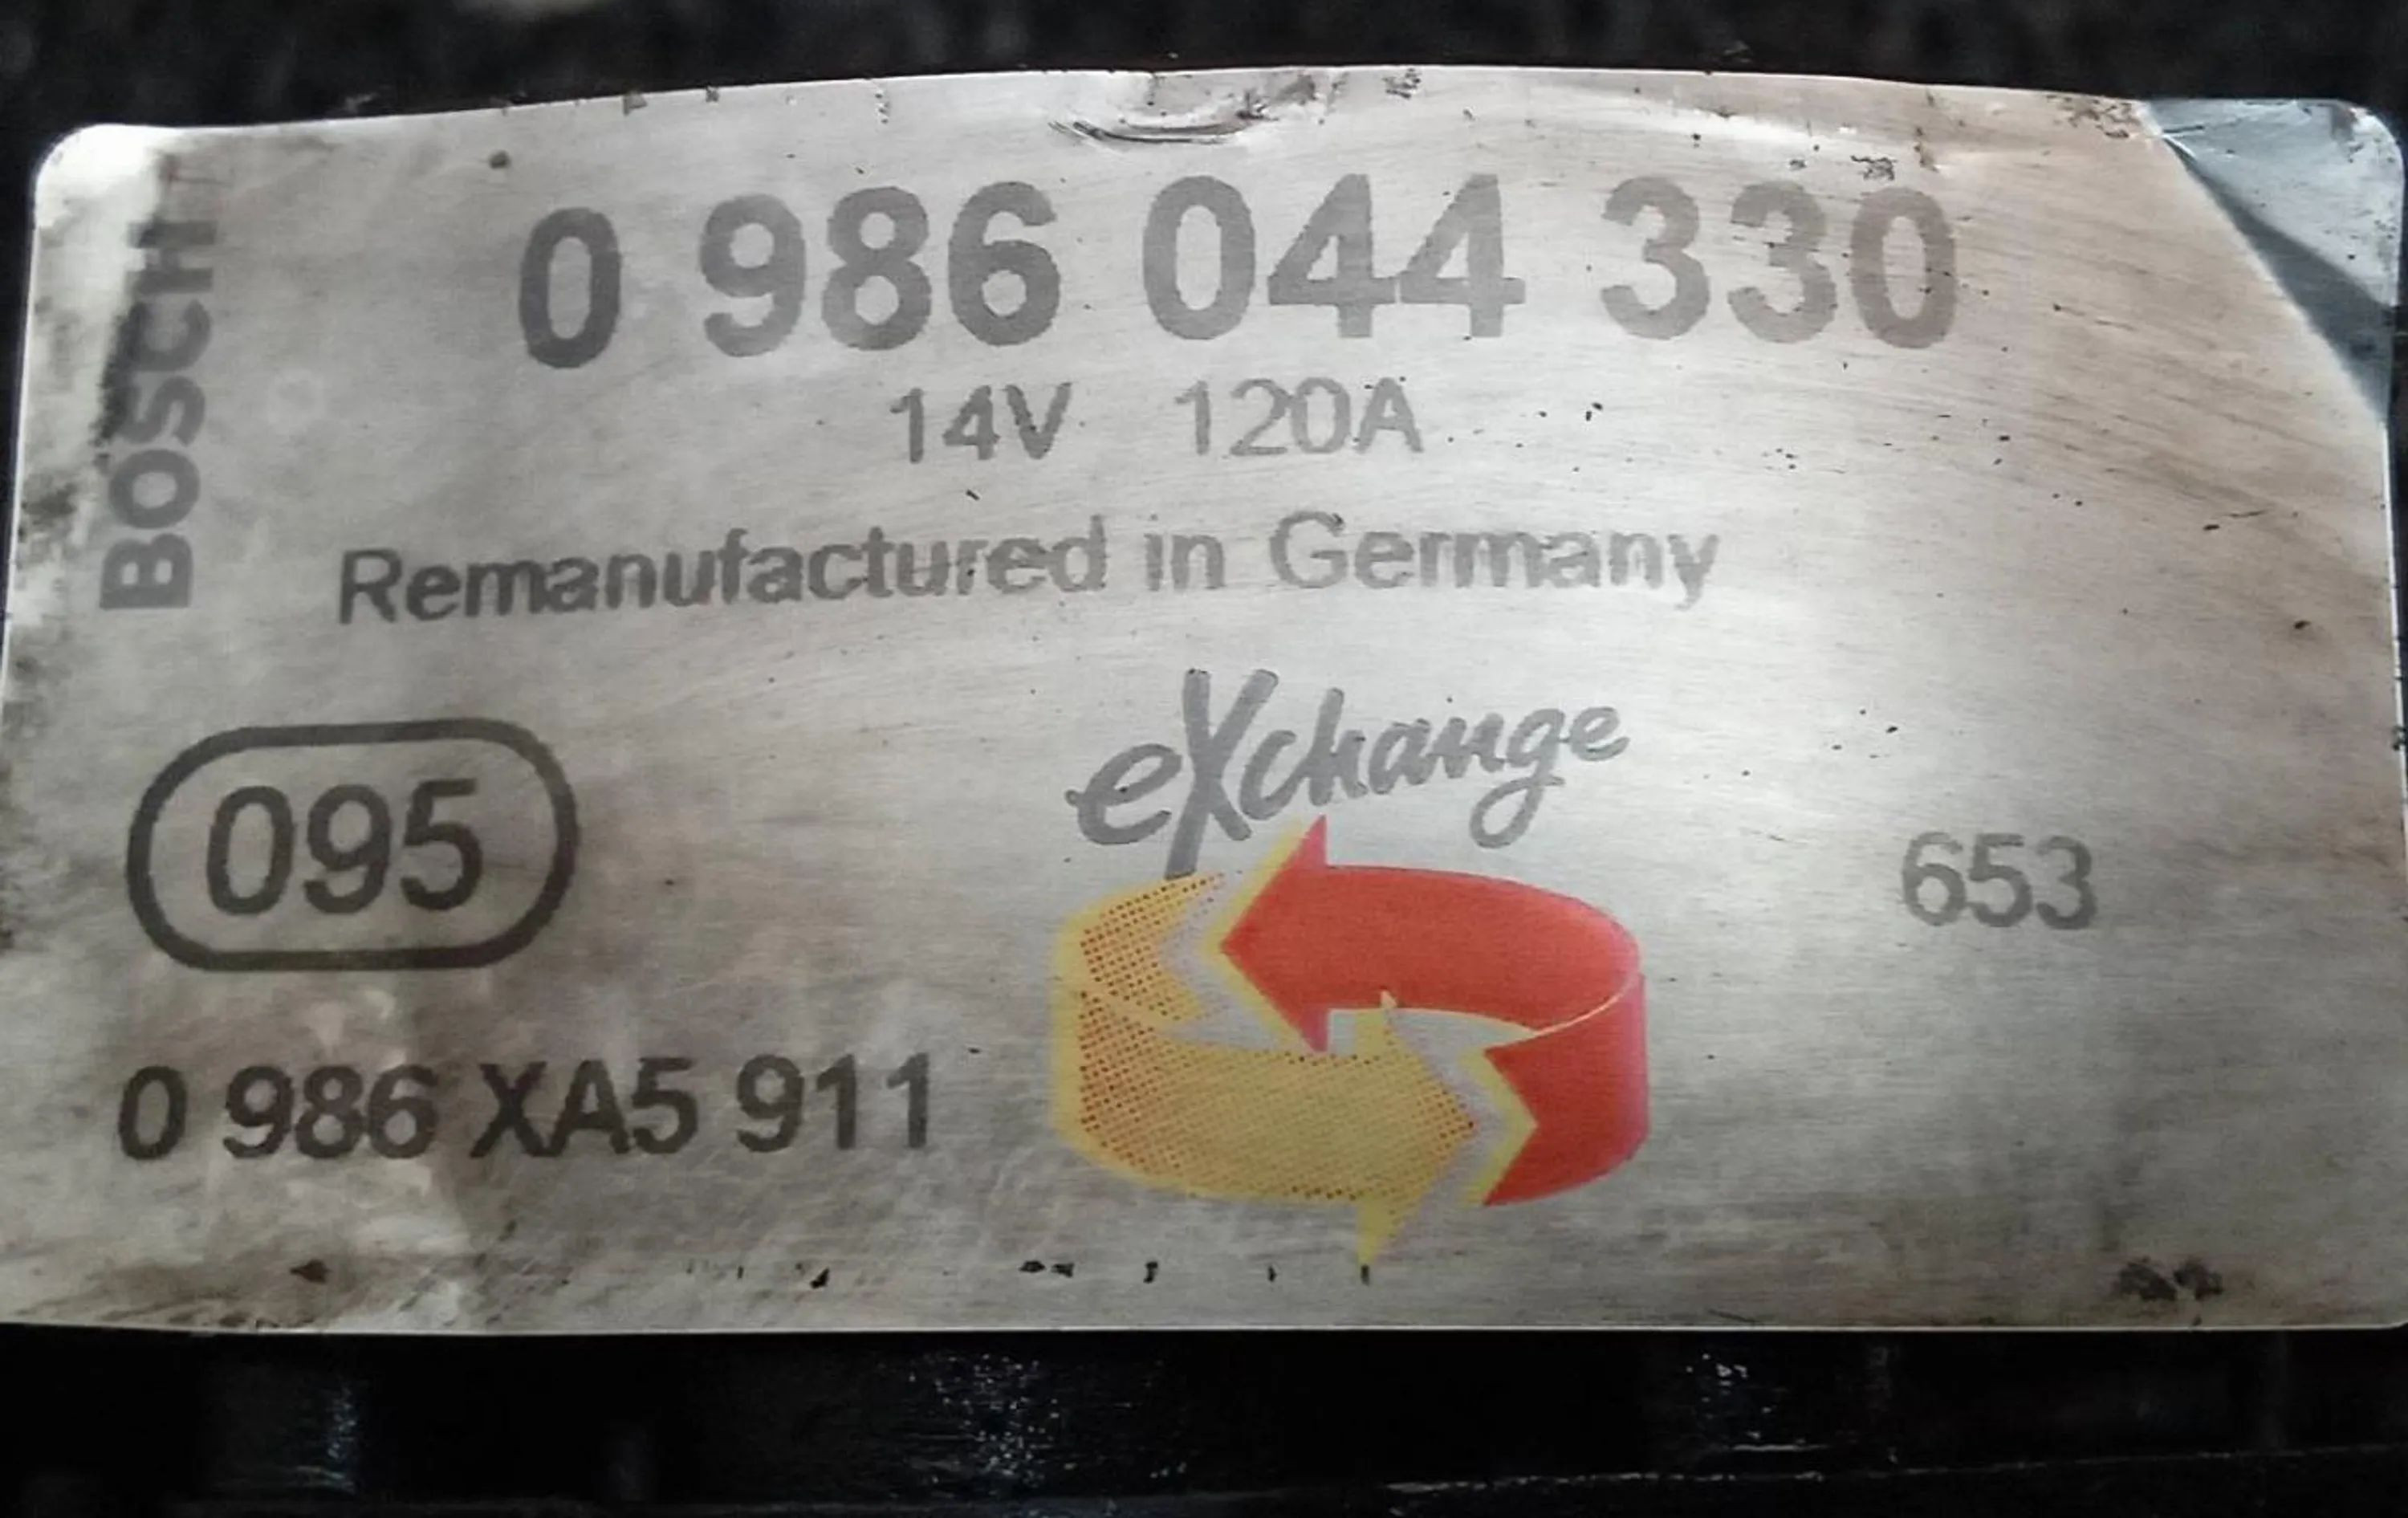 BOSCH
0 986 044 330
14V 120A
Remanufactured in Germany
eXchange
095
653
0 986 XA5 911